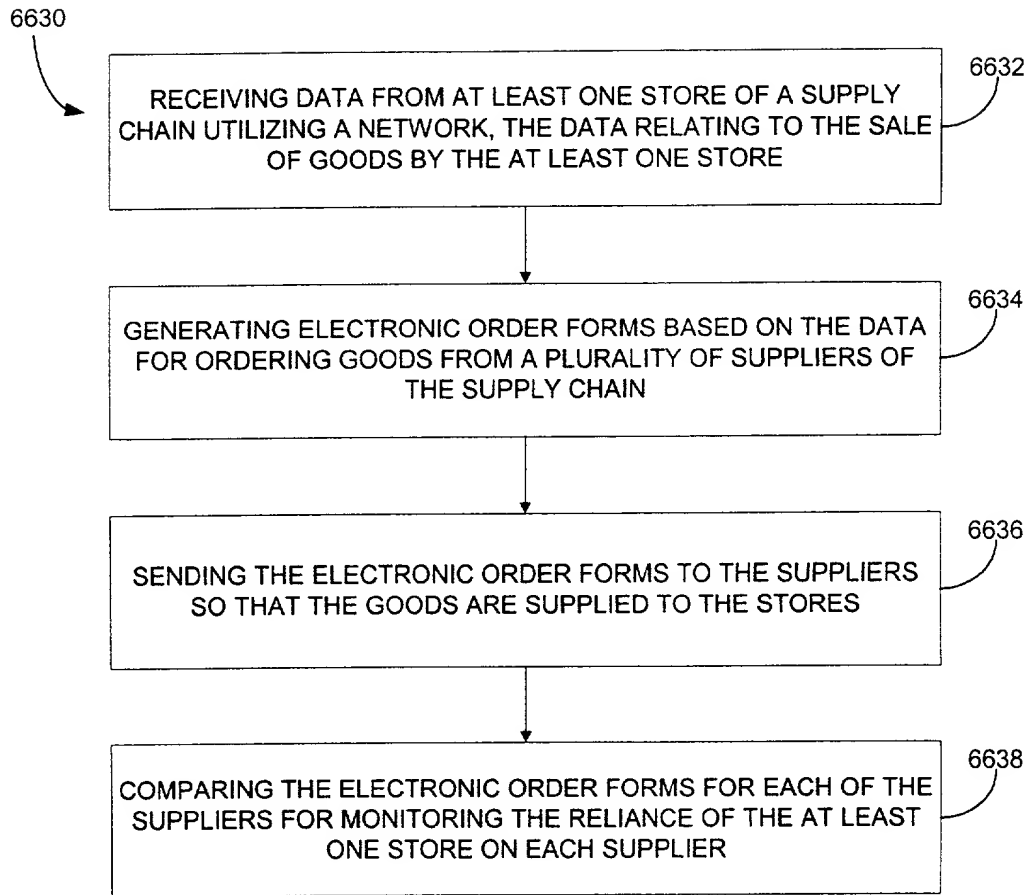 6630
6632
RECEIVING DATA FROM AT LEAST ONE STORE OF A SUPPLY
CHAIN UTILIZING A NETWORK, THE DATA RELATING TO THE SALE
OF GOODS BY THE AT LEAST ONE STORE
6634
GENERATING ELECTRONIC ORDER FORMS BASED ON THE DATA
FOR ORDERING GOODS FROM A PLURALITY OF SUPPLIERS OF
THE SUPPLY CHAIN
6636
SENDING THE ELECTRONIC ORDER FORMS TO THE SUPPLIERS
SO THAT THE GOODS ARE SUPPLIED TO THE STORES
6638
COMPARING THE ELECTRONIC ORDER FORMS FOR EACH OF THE
SUPPLIERS FOR MONITORING THE RELIANCE OF THE AT LEAST
ONE STORE ON EACH SUPPLIER